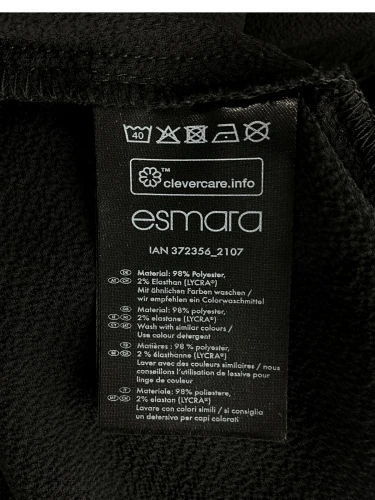 40
clevercare.info
esmara
IAN 372356_2107
Material: 98% Polyester,
2% Elasthan (LYCRA®)
Mit ähnlichen Farben waschen /
wir empfehlen ein Colorwaschmittel
Material: 98% polyester,
2% elastane (LYCRA®)
Wash with similar colours /
Use colour detergent
Matières : 98 % polyester,
2 % élasthanne (LYCRA®)
Laver avec des couleurs similaires / nous
conseillons l'utilisation de lessive pour
linge de couleur
Materiale: 98% poliestere,
2% elastan (LYCRA®)
Lavare con colori simili / si consiglia
un detersivo per capi colorati